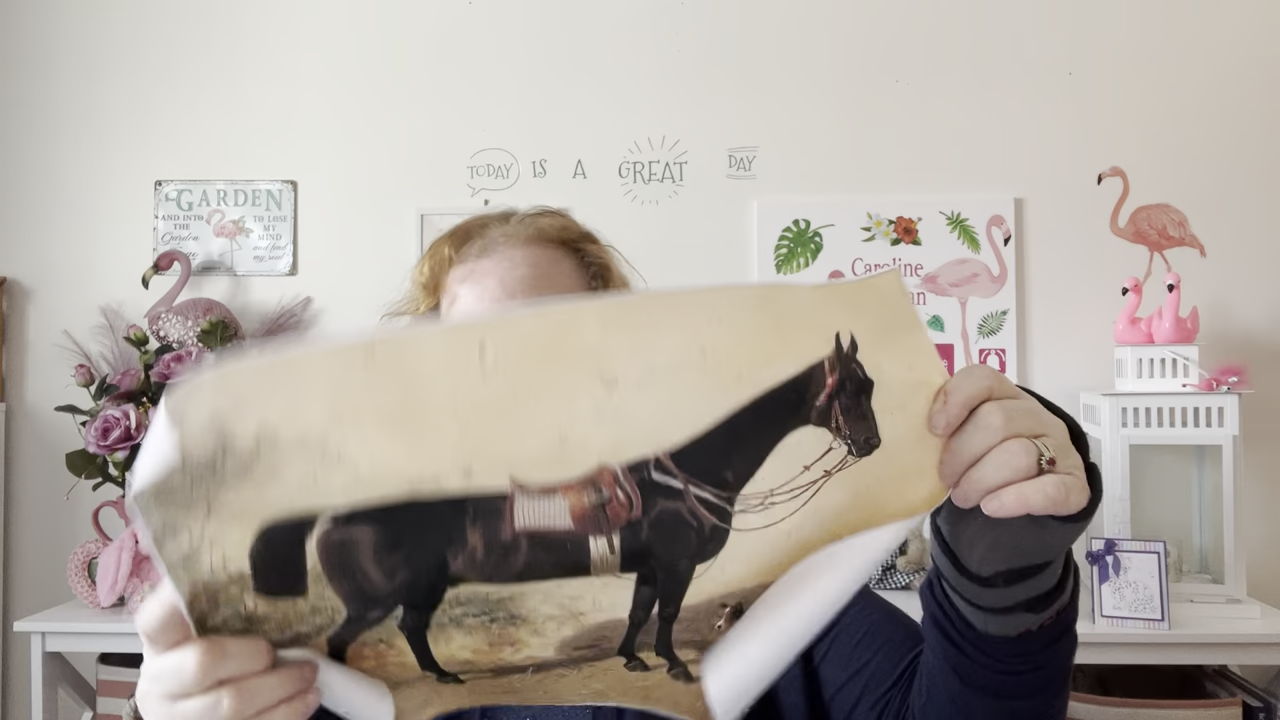 TODAY IS A GREAT DAY
GARDEN
AND INTO
THE
Garden
TO LOSE
MY
MIND
and find
my soul
Caroline